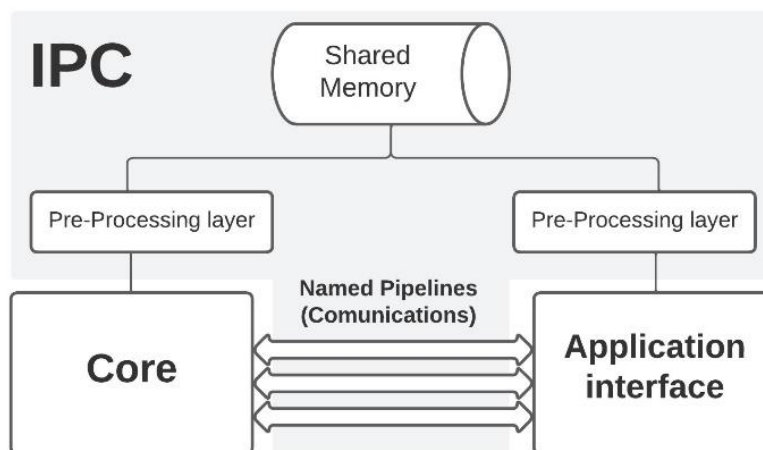 IPC
Shared
Memory
Pre-Processing layer
Pre-Processing layer
Named Pipelines
(Comunications)
Core
Application
interface